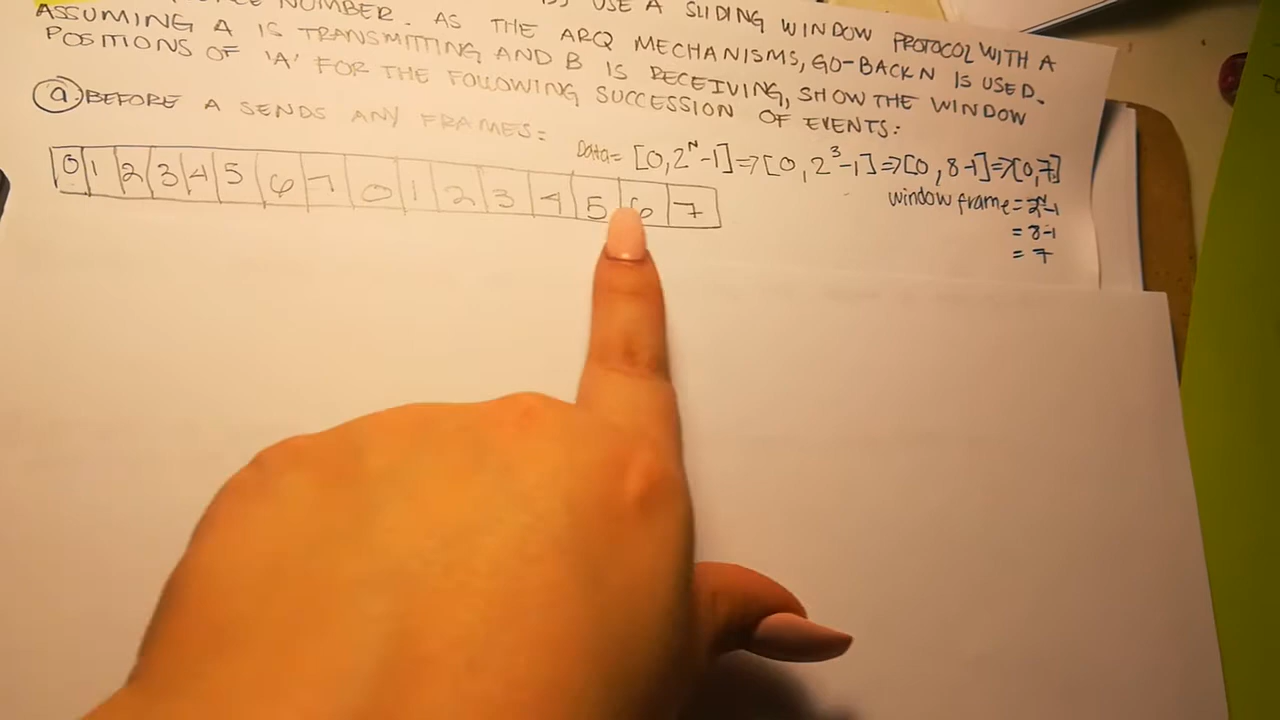 NUMBER. AS THE ARQ MECHANISMS, GO-BACK N IS USED.
USE A SLIDING WINDOW PROTOCOL WITH A
ASSUMING A IS TRANSMITTING AND B IS RECEIVING, SHOW THE WINDOW
POSITIONS OF 'A' FOR THE FOLLOWING SUCCESSION OF EVENTS:
(a) BEFORE A SENDS ANY FRAMES:
Data= [0,2^N-1]=>[0,2^3-1]=>[0,8-1]=>[0,7]
0 1 2 3 4 5 6 7 0 1 2 3 4 5 6 7
window frame = 2^N-1
= 8-1
= 7